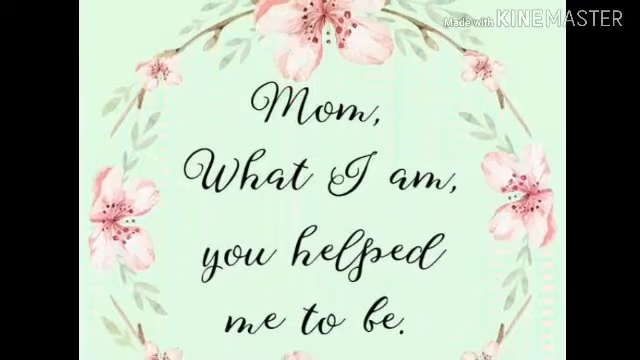 Made with KINEMASTER
Mom,
What I am,
you helped
me to be.